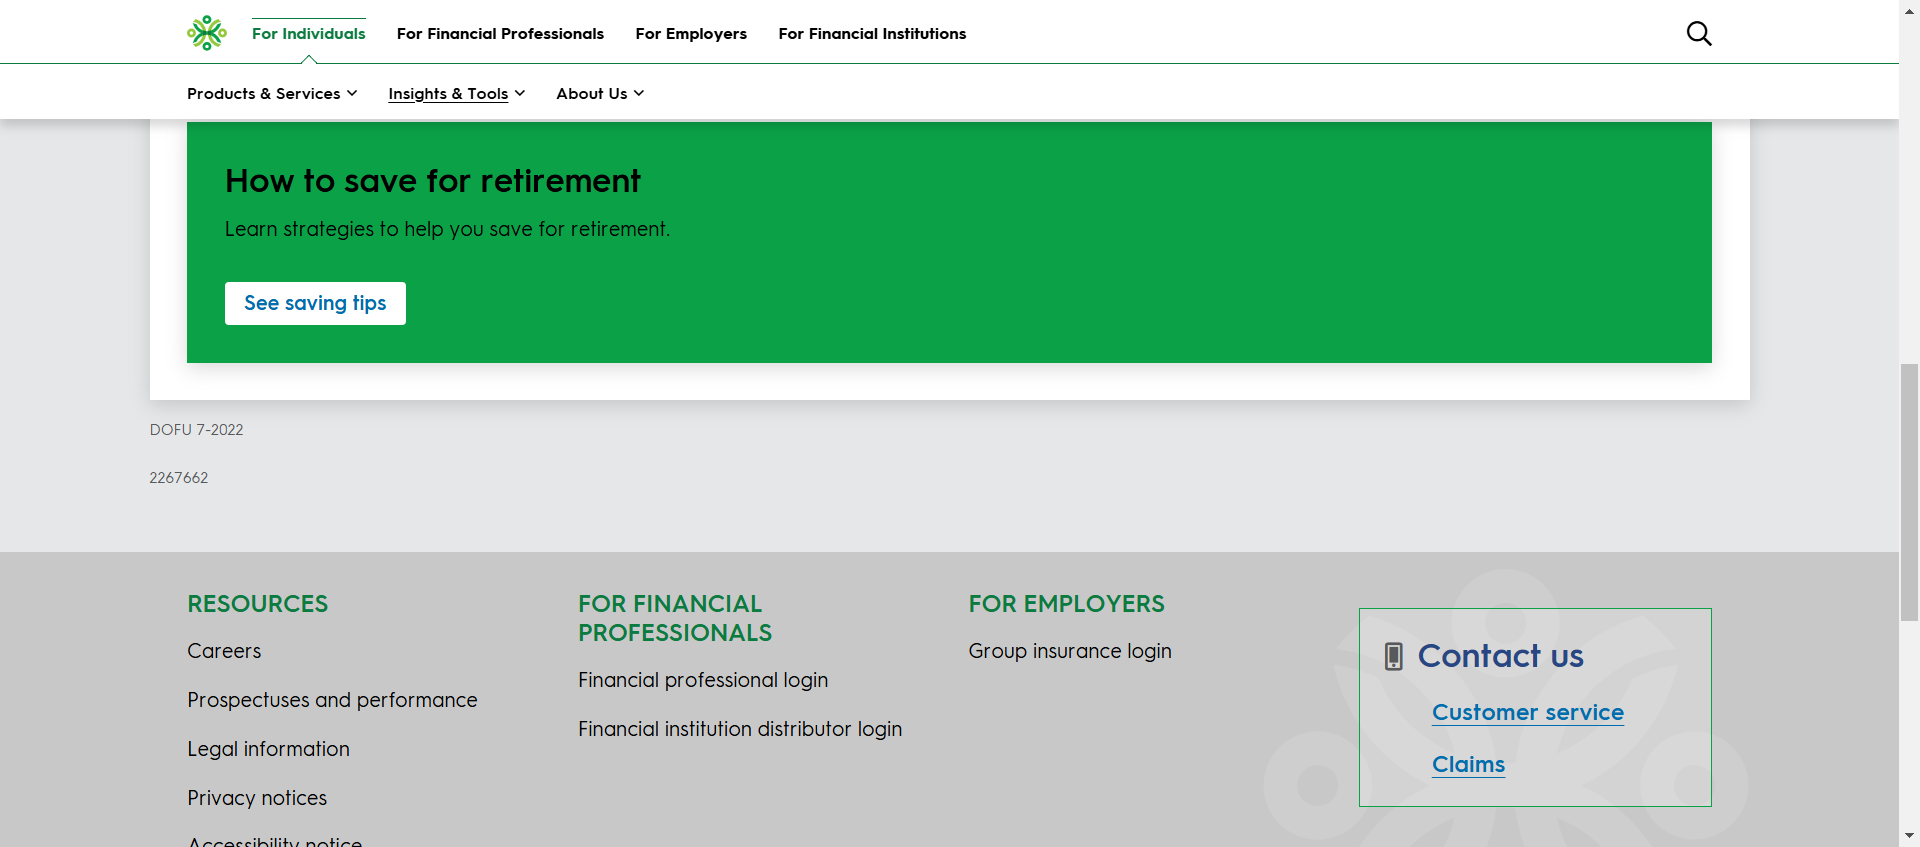 For Individuals
For Financial Professionals
For Employers
For Financial Institutions
Products & Services
Insights & Tools
About Us
How to save for retirement
Learn strategies to help you save for retirement.
See saving tips
DOFU 7-2022
2267662
RESOURCES
Careers
Prospectuses and performance
Legal information
Privacy notices
Accessibility notice
FOR FINANCIAL
PROFESSIONALS
Financial professional login
Financial institution distributor login
FOR EMPLOYERS
Group insurance login
Contact us
Customer service
Claims